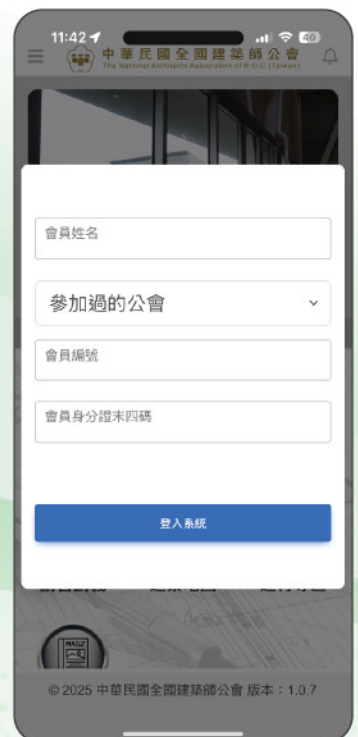 11:42
40
中華民國全國建築師公會
The National Architects Association of R.O.C.(Taiwan)
會員姓名
參加過的公會
會員編號
會員身分證末四碼
登入系統
© 2025 中華民國全國建築師公會 版本：1.0.7